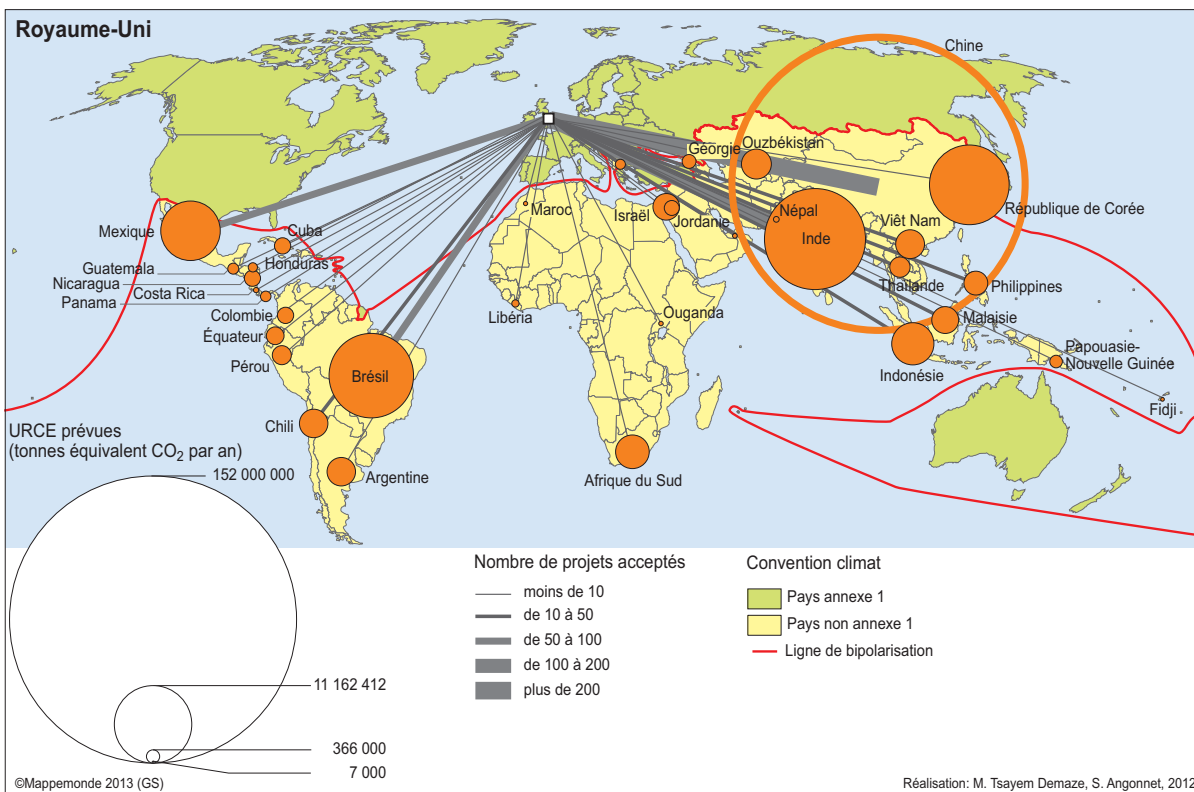 Royaume-Uni
Chine
Géorgie
Ouzbékistan
Mexique
Cuba
Maroc
Israël
Jordanie
Népal
Inde
Viêt Nam
République de Corée
Guatemala
Honduras
Nicaragua
Costa Rica
Panama
Colombie
Équateur
Pérou
Brésil
Libéria
Ouganda
Thaïlande
Philippines
Malaisie
Indonésie
Papouasie-
Nouvelle Guinée
Fidji
Chili
Argentine
Afrique du Sud
URCE prévues
(tonnes équivalent CO2 par an)
152 000 000
11 162 412
366 000
7 000
Nombre de projets acceptés
moins de 10
de 10 à 50
de 50 à 100
de 100 à 200
plus de 200
Convention climat
Pays annexe 1
Pays non annexe 1
Ligne de bipolarisation
©Mappemonde 2013 (GS)
Réalisation: M. Tsayem Demaze, S. Angonnet, 2012